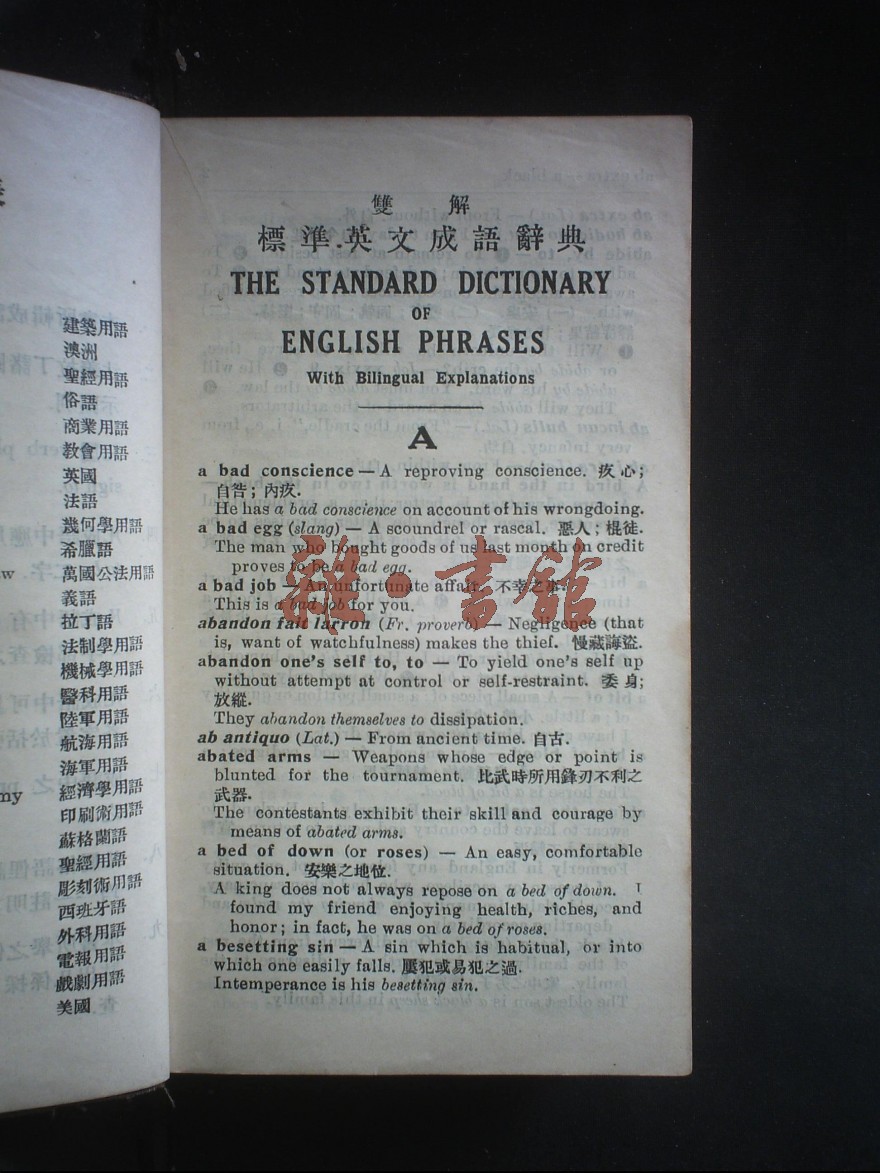 建築用語
澳洲
聖經用語
俗語
商業用語
教會用語
英國
法語
幾何學用語
希臘語
萬國公法用語
義語
拉丁語
法制學用語
機械學用語
醫科用語
陸軍用語
航海用語
海軍用語
經濟學用語
印刷術用語
蘇格蘭語
聖經用語
彫刻術用語
西班牙語
外科用語
電報用語
戲劇用語
美國
雙解
標準英文成語辭典
THE STANDARD DICTIONARY
OF
ENGLISH PHRASES
With Bilingual Explanations
A
a bad conscience — A reproving conscience. 疚心;
自咎; 內疚.
He has a bad conscience on account of his wrongdoing.
a bad egg (slang) — A scoundrel or rascal. 惡人; 棍徒.
The man who bought goods of us last month on credit
proves to be a bad egg.
a bad job — An unfortunate affair. 不幸之事.
This is a bad job for you.
abandon fait larron (Fr. proverb) — Negligence (that
is, want of watchfulness) makes the thief. 慢藏誨盜.
abandon one's self to, to — To yield one's self up
without attempt at control or self-restraint. 委身;
放縱.
They abandon themselves to dissipation.
ab antiquo (Lat.) — From ancient time. 自古.
abated arms — Weapons whose edge or point is
blunted for the tournament. 比武時所用鋒刃不利之
武器.
The contestants exhibit their skill and courage by
means of abated arms.
a bed of down (or roses) — An easy, comfortable
situation. 安樂之地位.
A king does not always repose on a bed of down. I
found my friend enjoying health, riches, and
honor; in fact, he was on a bed of roses.
a besetting sin — A sin which is habitual, or into
which one easily falls. 屢犯或易犯之過.
Intemperance is his besetting sin.
雜·書館